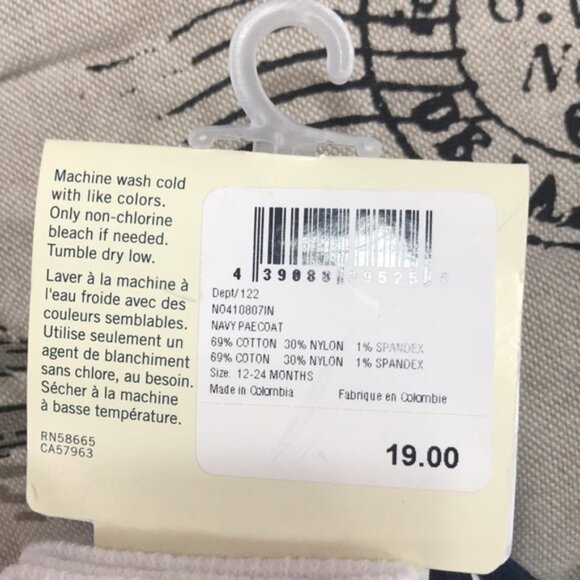 Machine wash cold
with like colors.
Only non-chlorine
bleach if needed.
Tumble dry low.
Laver à la machine à
l'eau froide avec des
couleurs semblables.
Utilise seulement un
agent de blanchiment
sans chlore, au besoin.
Sécher à la machine
à basse température.
RN58665
CA57963
4 39088
Dept/122
NO410807IN
NAVY PAECOAT
69% COTTON 30% NYLON 1% SPANDEX
69% COTON 30% NYLON 1% SPANDEX
Size: 12-24 MONTHS
Made in Colombia Fabrique en Colombie
19.00